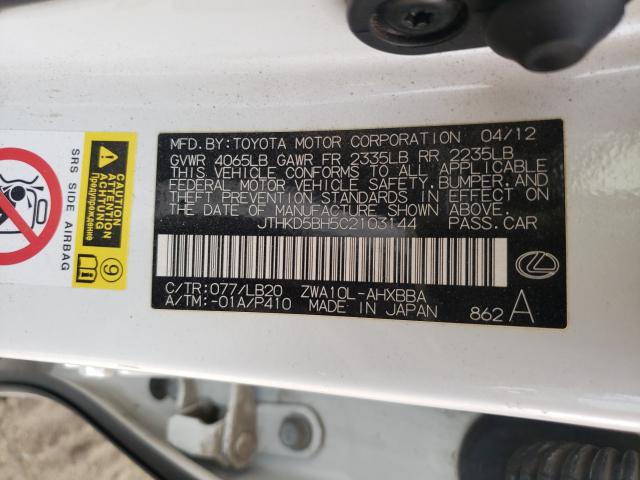 MFD.BY:TOYOTA MOTOR CORPORATION 04/12
GVWR 4065LB GAWR FR 2335LB RR 2235LB
THIS VEHICLE CONFORMS TO ALL APPLICABLE
FEDERAL MOTOR VEHICLE SAFETY,BUMPER,AND
THEFT PREVENTION STANDARDS IN EFFECT ON
THE DATE OF MANUFACTURE SHOWN ABOVE.
JTHKD5BH5C2103144 PASS.CAR
C/TR:077/LB20 ZWA10L-AHXBBA
A/TM:-01A/P410 MADE IN JAPAN 862 A
SRS SIDE AIRBAG
WARNING
ACHTUNG
Предупреждение
9